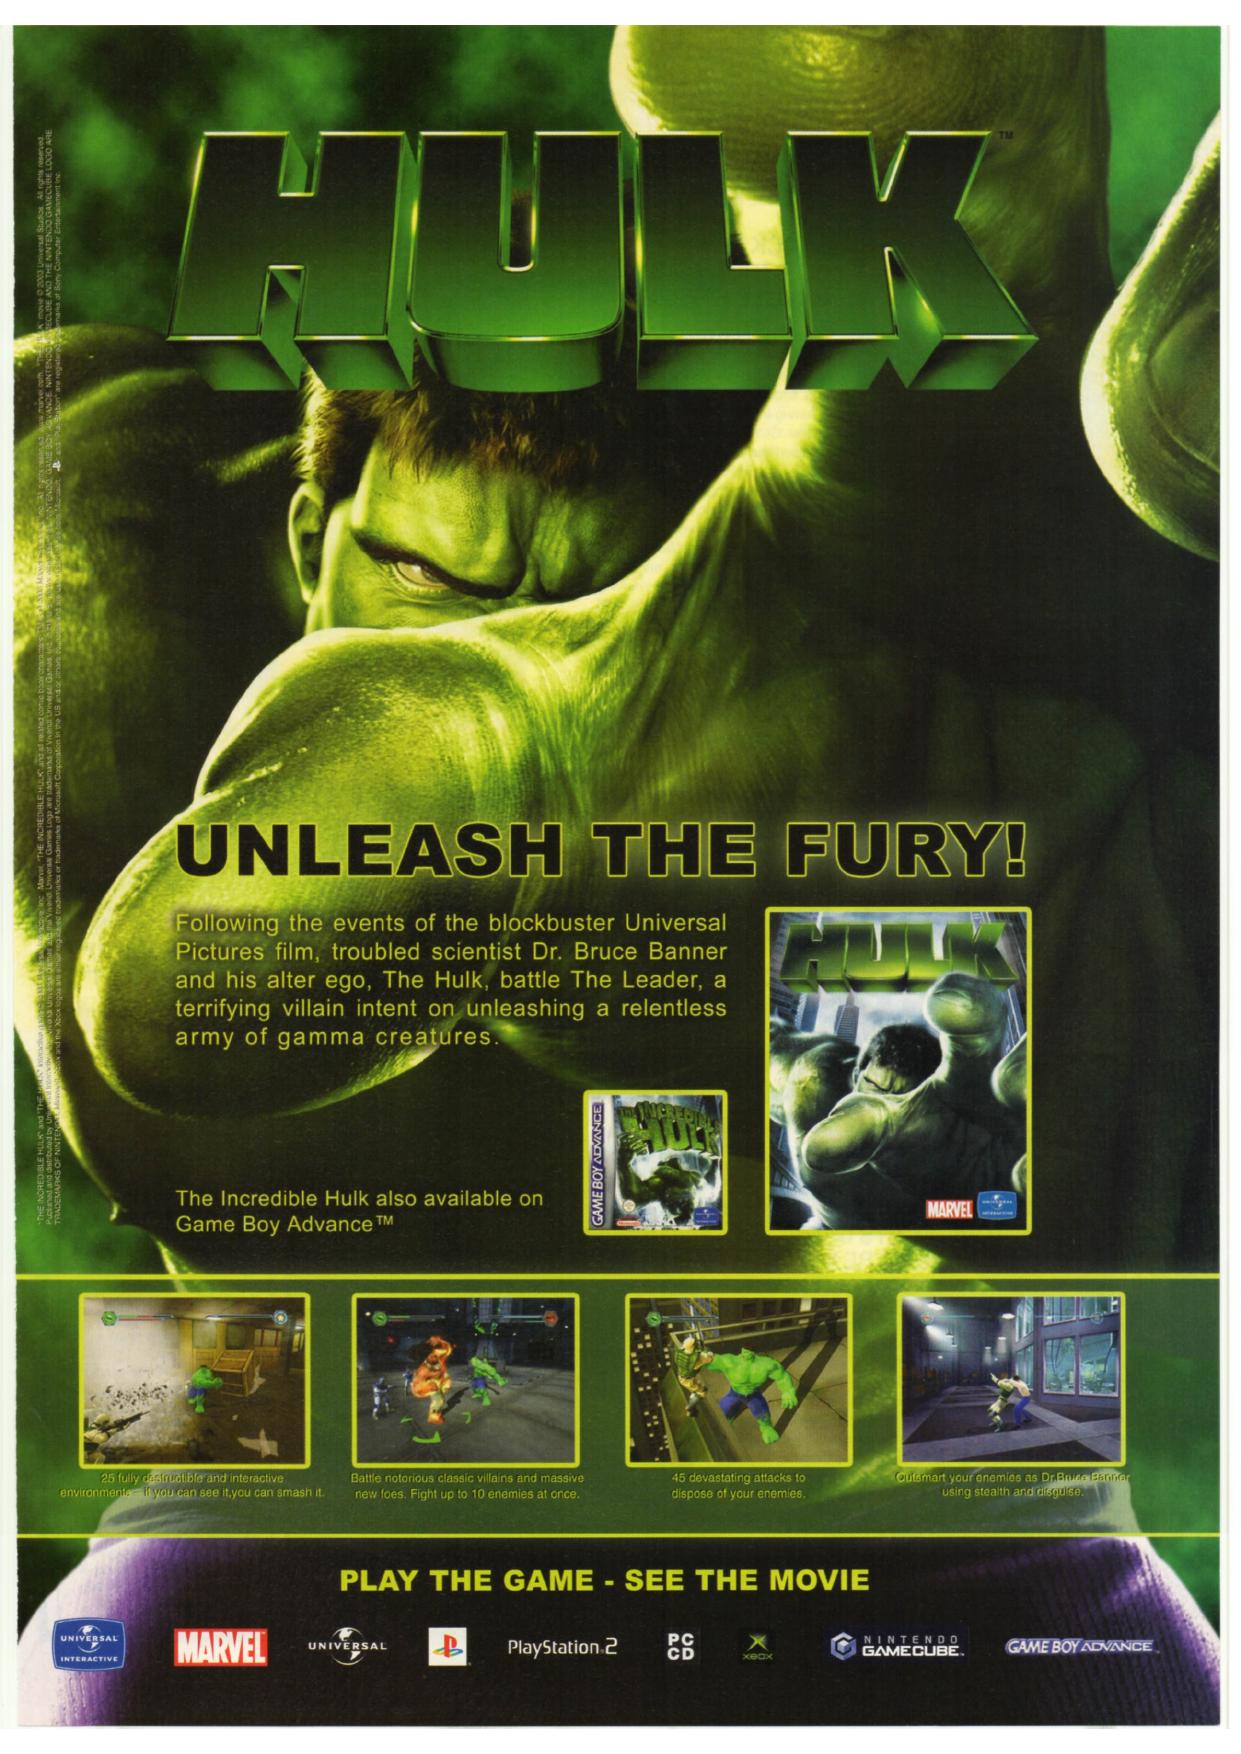 HULK™
UNLEASH THE FURY!
Following the events of the blockbuster Universal
Pictures film, troubled scientist Dr. Bruce Banner
and his alter ego, The Hulk, battle The Leader, a
terrifying villain intent on unleashing a relentless
army of gamma creatures.
HULK
MARVEL
UNIVERSAL
INTERACTIVE
GAME BOY ADVANCE
THE INCREDIBLE
HULK
The Incredible Hulk also available on
Game Boy Advance™
25 fully destructible and interactive
environments – if you can see it,you can smash it.
Battle notorious classic villains and massive
new foes. Fight up to 10 enemies at once.
45 devastating attacks to
dispose of your enemies.
Outsmart your enemies as Dr.Bruce Banner
using stealth and disguise.
PLAY THE GAME - SEE THE MOVIE
UNIVERSAL
INTERACTIVE
MARVEL
UNIVERSAL
PlayStation.2
PC
CD
XBOX
NINTENDO
GAMECUBE
GAME BOY ADVANCE